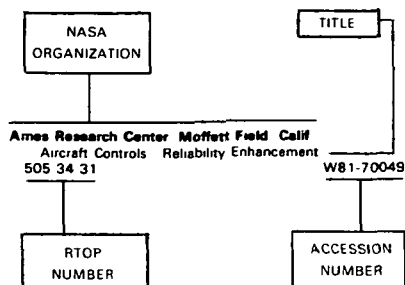 NASA
ORGANIZATION
TITLE
Ames Research Center Moffett Field Calif
Aircraft Controls Reliability Enhancement
505 34 31
W81-70049
RTOP
NUMBER
ACCESSION
NUMBER